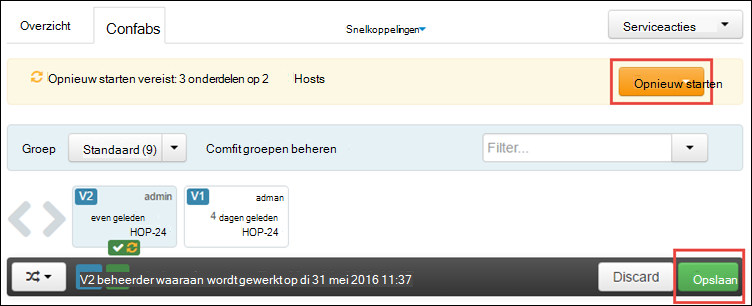 Overzicht
Confabs
Snelkoppelingen
Serviceacties
Opnieuw starten vereist: 3 onderdelen op 2 Hosts
Opnieuw starten
Groep
Standaard (9)
Comfit groepen beheren
Filter...
V2 admin
even geleden
HOP-24
V1 adman
4 dagen geleden
HOP-24
V2 beheerder waaraan wordt gewerkt op di 31 mei 2016 11:37
Discard
Opslaan